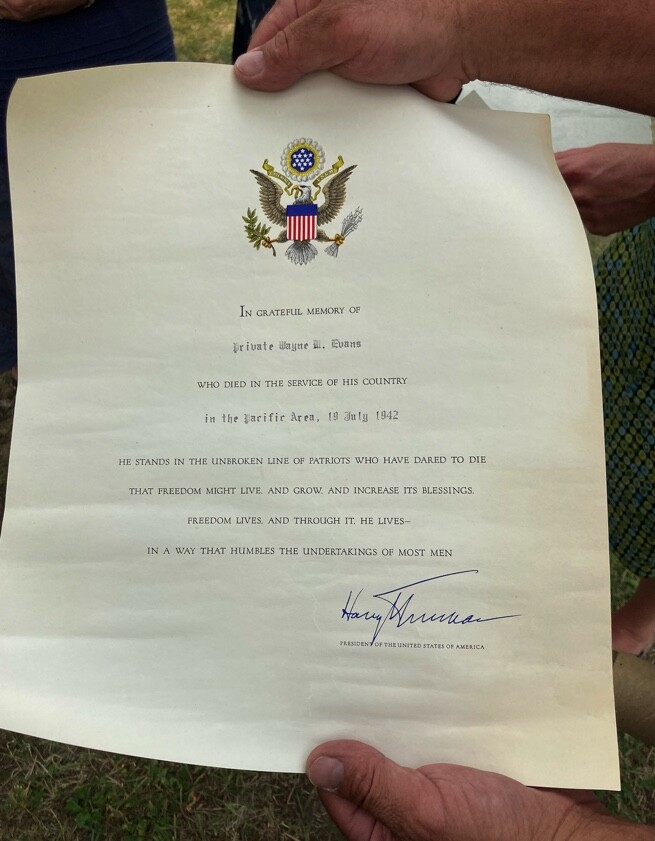 IN GRATEFUL MEMORY OF
Private Wayne M. Evans
WHO DIED IN THE SERVICE OF HIS COUNTRY
in the Pacific Area, 19 July 1942
HE STANDS IN THE UNBROKEN LINE OF PATRIOTS WHO HAVE DARED TO DIE
THAT FREEDOM MIGHT LIVE, AND GROW, AND INCREASE ITS BLESSINGS.
FREEDOM LIVES, AND THROUGH IT, HE LIVES—
IN A WAY THAT HUMBLES THE UNDERTAKINGS OF MOST MEN
Harry Truman
PRESIDENT OF THE UNITED STATES OF AMERICA